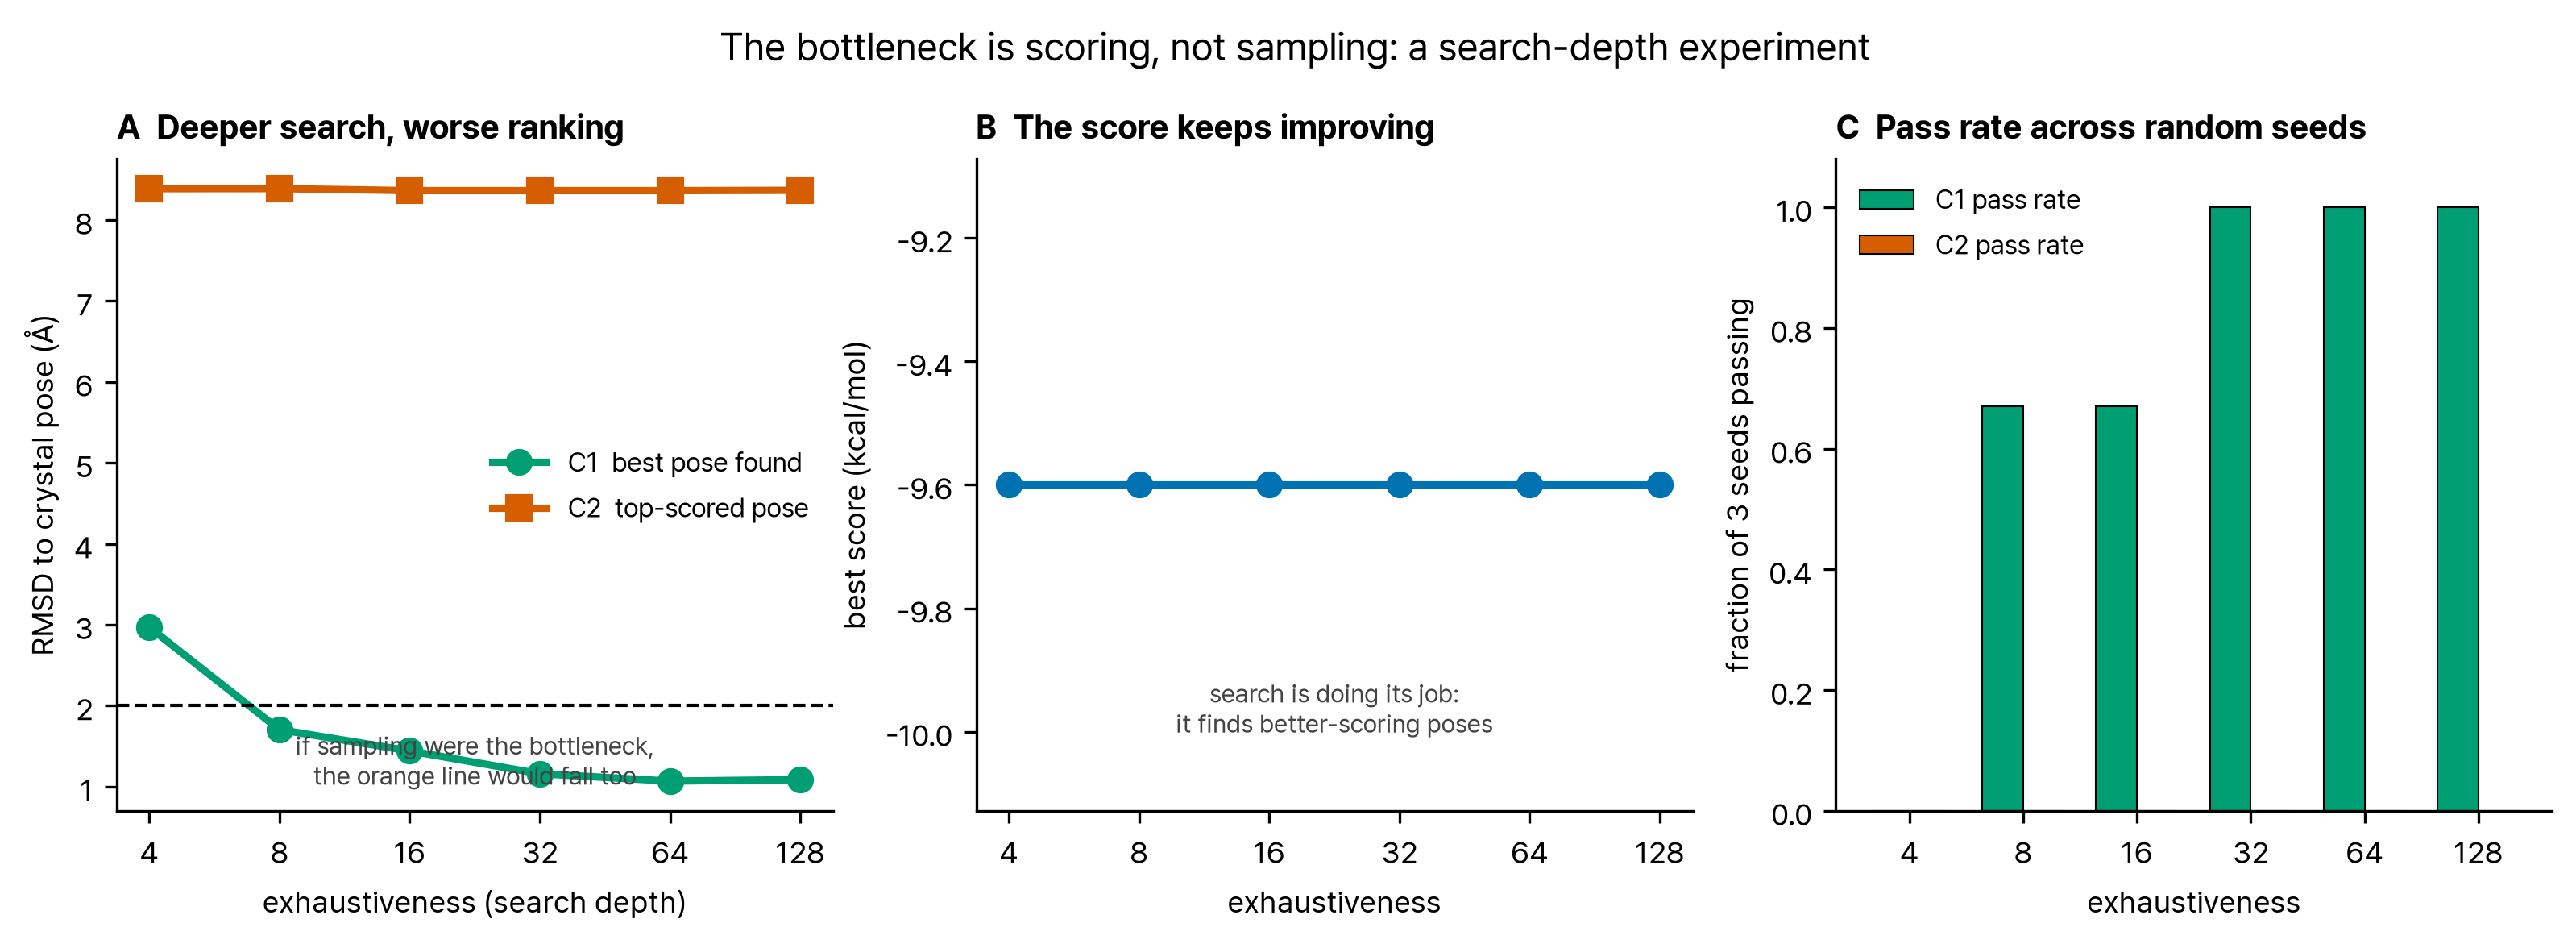 The bottleneck is scoring, not sampling: a search-depth experiment
A Deeper search, worse ranking
RMSD to crystal pose (Å)
8
7
6
5
4
3
2
1
C1 best pose found
C2 top-scored pose
if sampling were the bottleneck,
the orange line would fall too
4 8 16 32 64 128
exhaustiveness (search depth)
B The score keeps improving
best score (kcal/mol)
-9.2
-9.4
-9.6
-9.8
-10.0
search is doing its job:
it finds better-scoring poses
4 8 16 32 64 128
exhaustiveness
C Pass rate across random seeds
fraction of 3 seeds passing
C1 pass rate
C2 pass rate
1.0
0.8
0.6
0.4
0.2
0.0
4 8 16 32 64 128
exhaustiveness